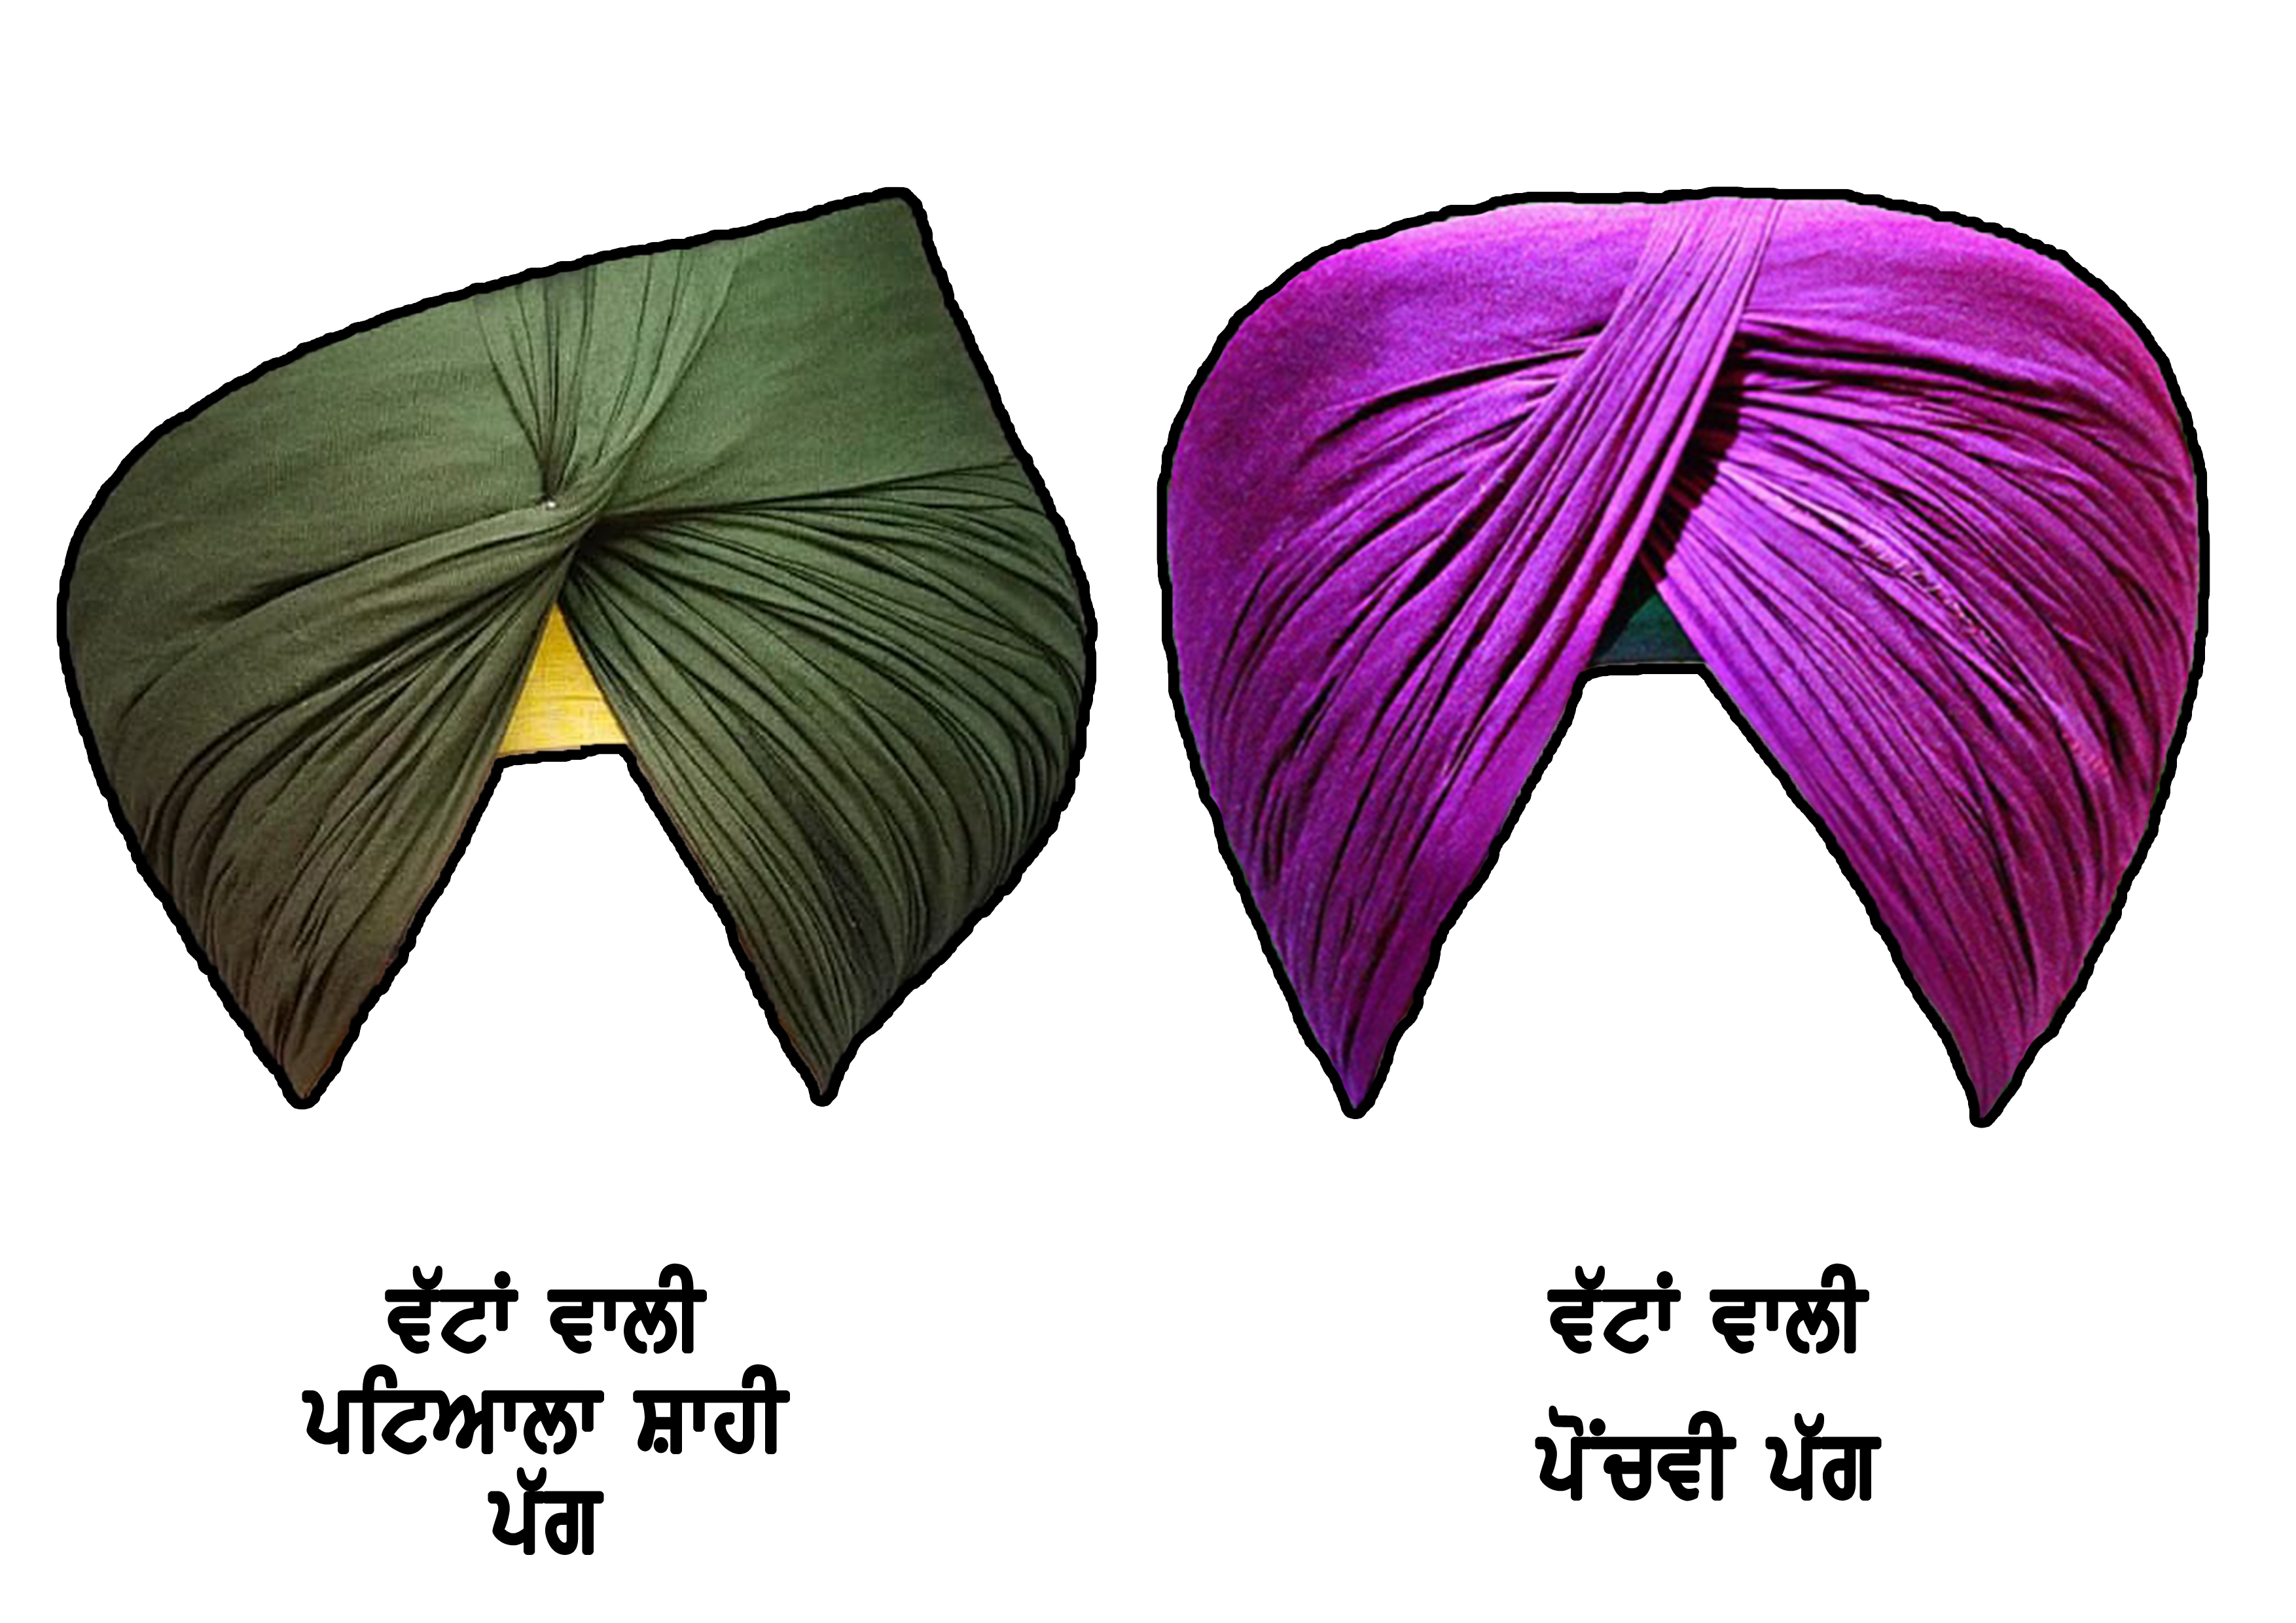 ਵੱਟਾਂ ਵਾਲੀ
ਪਟਿਆਲਾ ਸ਼ਾਹੀ
ਪੱਗ
ਵੱਟਾਂ ਵਾਲੀ
ਪੋਂਚਵੀ ਪੱਗ